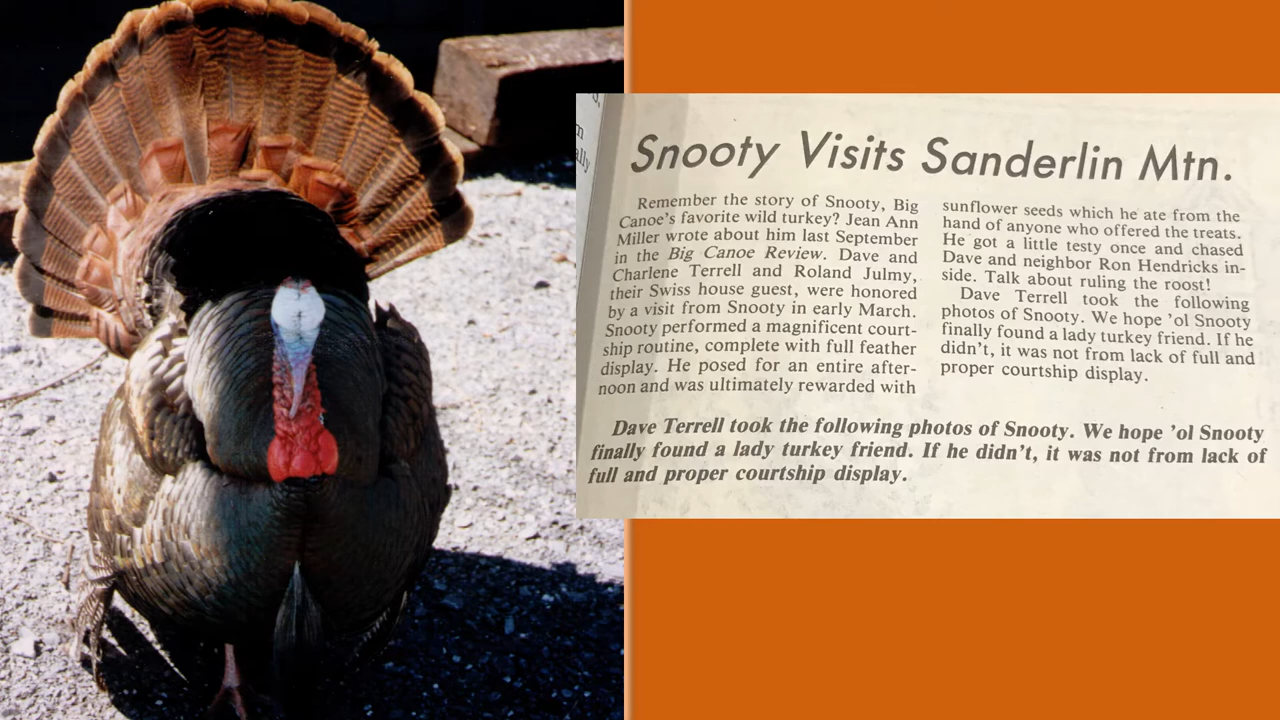 Snooty Visits Sanderlin Mtn.
Remember the story of Snooty, Big
Canoe's favorite wild turkey? Jean Ann
Miller wrote about him last September
in the Big Canoe Review. Dave and
Charlene Terrell and Roland Julmy,
their Swiss house guest, were honored
by a visit from Snooty in early March.
Snooty performed a magnificent court-
ship routine, complete with full feather
display. He posed for an entire after-
noon and was ultimately rewarded with
sunflower seeds which he ate from the
hand of anyone who offered the treats.
He got a little testy once and chased
Dave and neighbor Ron Hendricks in-
side. Talk about ruling the roost!
Dave Terrell took the following
photos of Snooty. We hope 'ol Snooty
finally found a lady turkey friend. If he
didn't, it was not from lack of full and
proper courtship display.
Dave Terrell took the following photos of Snooty. We hope 'ol Snooty
finally found a lady turkey friend. If he didn't, it was not from lack of
full and proper courtship display.